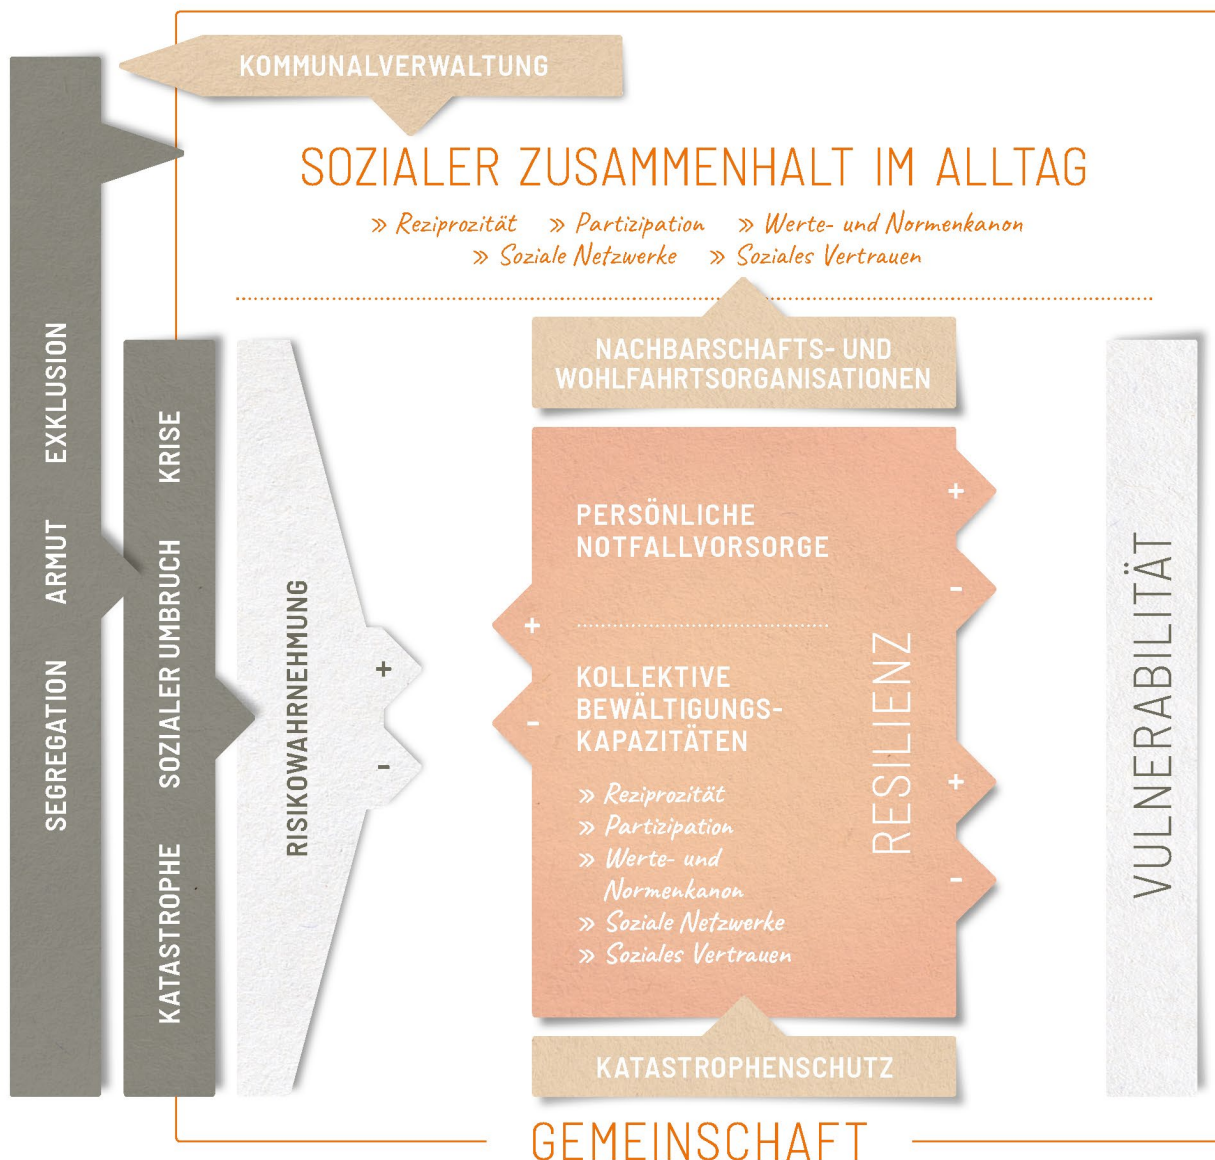 KOMMUNALVERWALTUNG
SOZIALER ZUSAMMENHALT IM ALLTAG
» Reziprozität » Partizipation » Werte- und Normenkanon
» Soziale Netzwerke » Soziales Vertrauen
SEGREGATION ARMUT EXKLUSION
KATASTROPHE SOZIALER UMBRUCH KRISE
RISIKOWAHRNEHMUNG
+
-
NACHBARSCHAFTS- UND
WOHLFAHRTSORGANISATIONEN
+
-
PERSÖNLICHE
NOTFALLVORSORGE
KOLLEKTIVE
BEWÄLTIGUNGS-
KAPAZITÄTEN
» Reziprozität
» Partizipation
» Werte- und
Normenkanon
» Soziale Netzwerke
» Soziales Vertrauen
RESILIENZ
+
-
+
-
KATASTROPHENSCHUTZ
VULNERABILITÄT
GEMEINSCHAFT